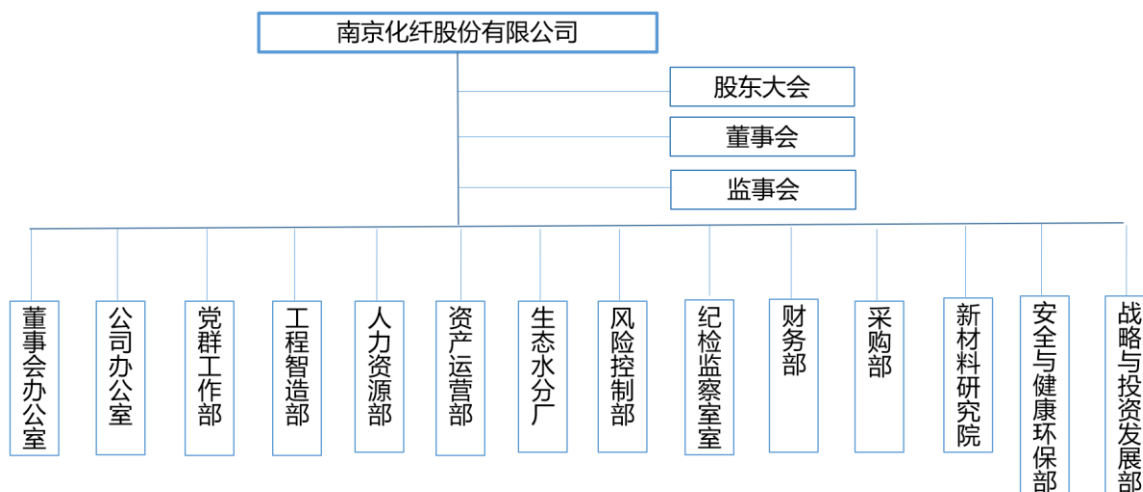 南京化纤股份有限公司
股东大会
董事会
监事会
董事会办公室
公司办公室
党群工作部
工程智造部
人力资源部
资产运营部
生态水分厂
风险控制部
纪检监察室室
财务部
采购部
新材料研究院
安全与健康环保部
战略与投资发展部